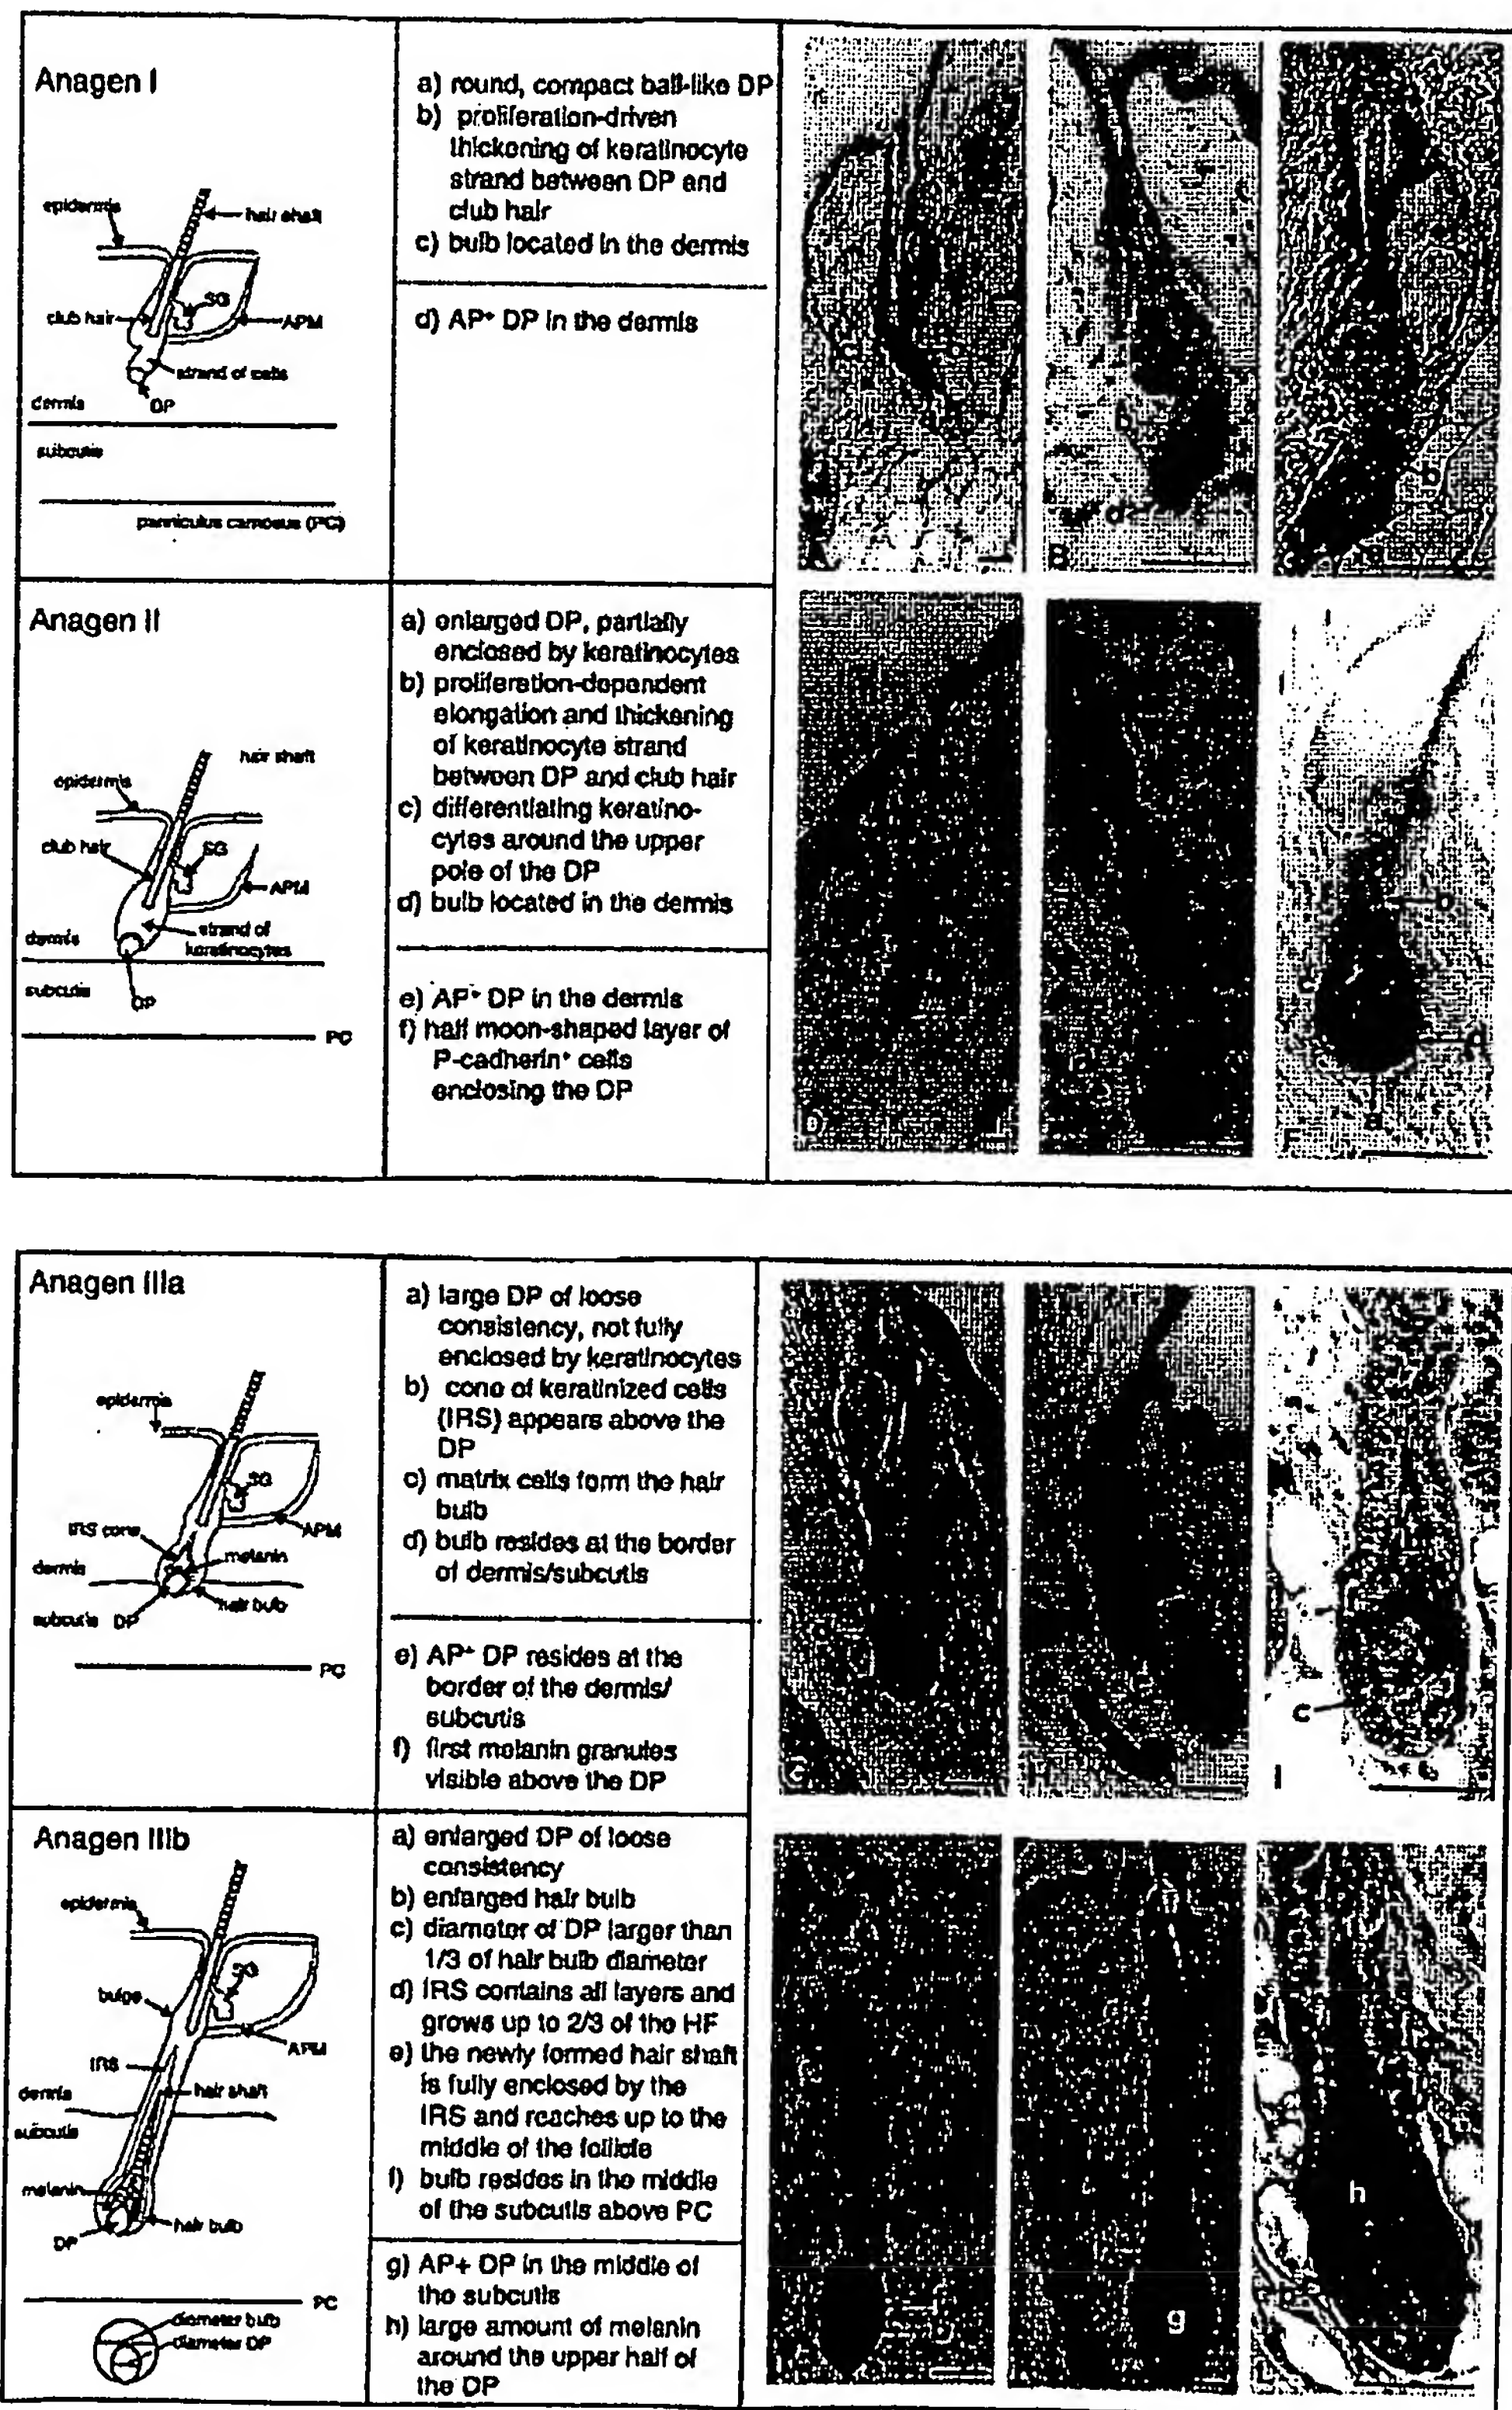 Anagen I
epidermis
hair shaft
SG
club hair
APM
strand of cells
dermis
DP
subcutis
panniculus carnosus (PC)
a) round, compact ball-like DP
b) proliferation-driven
thickening of keratinocyte
strand between DP and
club hair
c) bulb located in the dermis
d) AP+ DP in the dermis
A
B
b
d
b
a
Anagen II
hair shaft
epidermis
club hair
SG
APM
strand of
keratinocytes
dermis
subcutis
DP
PC
a) enlarged DP, partially
enclosed by keratinocytes
b) proliferation-dependent
elongation and thickening
of keratinocyte strand
between DP and club hair
c) differentiating keratino-
cytes around the upper
pole of the DP
d) bulb located in the dermis
e) AP+ DP in the dermis
f) half moon-shaped layer of
P-cadherin+ cells
enclosing the DP
D
b
c
d
a
F
Anagen IIIa
epidermis
SG
IRS cone
APM
melanin
dermis
hair bulb
subcutis DP
PC
a) large DP of loose
consistency, not fully
enclosed by keratinocytes
b) cone of keratinized cells
(IRS) appears above the
DP
c) matrix cells form the hair
bulb
d) bulb resides at the border
of dermis/subcutis
e) AP+ DP resides at the
border of the dermis/
subcutis
f) first melanin granules
visible above the DP
G
b
f
c
I
Anagen IIIb
epidermis
SG
bulge
APM
IRS
hair shaft
dermis
subcutis
melanin
hair bulb
DP
PC
diameter bulb
diameter DP
a) enlarged DP of loose
consistency
b) enlarged hair bulb
c) diameter of DP larger than
1/3 of hair bulb diameter
d) IRS contains all layers and
grows up to 2/3 of the HF
e) the newly formed hair shaft
is fully enclosed by the
IRS and reaches up to the
middle of the follicle
f) bulb resides in the middle
of the subcutis above PC
g) AP+ DP in the middle of
the subcutis
h) large amount of melanin
around the upper half of
the DP
g
h
b
L